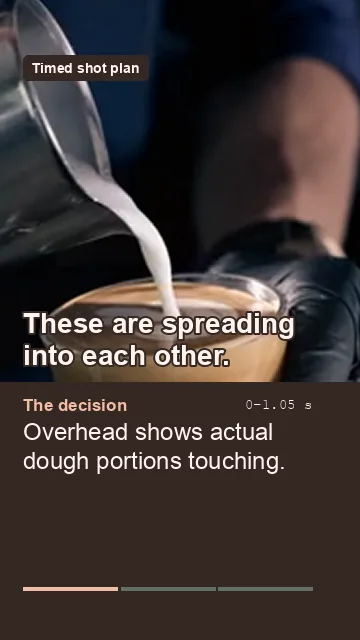 Timed shot plan
These are spreading
into each other.
The decision
0–1.05 s
Overhead shows actual
dough portions touching.